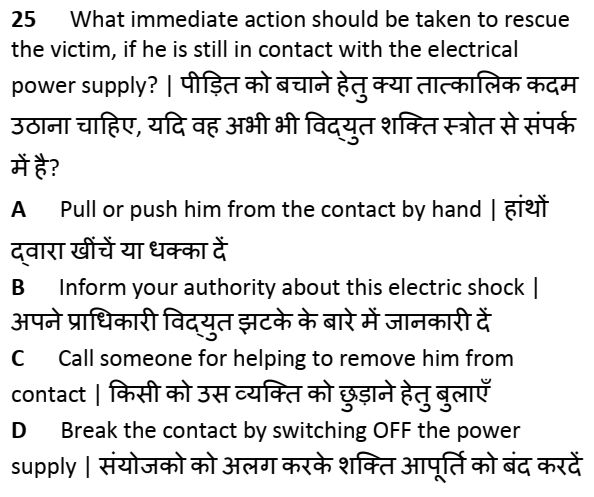 25 What immediate action should be taken to rescue
the victim, if he is still in contact with the electrical
power supply? | पीड़ित को बचाने हेतु क्या तात्कालिक कदम
उठाना चाहिए, यदि वह अभी भी विद्युत शक्ति स्त्रोत से संपर्क
में है?
A Pull or push him from the contact by hand | हांथों
द्वारा खींचें या धक्का दें
B Inform your authority about this electric shock |
अपने प्राधिकारी विद्युत झटके के बारे में जानकारी दें
C Call someone for helping to remove him from
contact | किसी को उस व्यक्ति को छुड़ाने हेतु बुलाएँ
D Break the contact by switching OFF the power
supply | संयोजको को अलग करके शक्ति आपूर्ति को बंद करदें